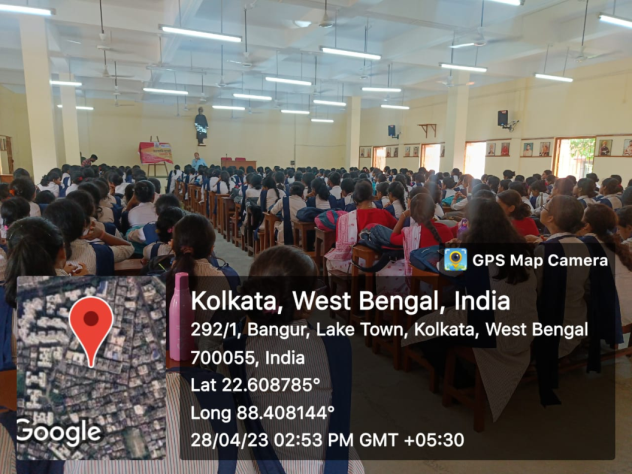 GPS Map Camera
Kolkata, West Bengal, India
292/1, Bangur, Lake Town, Kolkata, West Bengal
700055, India
Lat 22.608785°
Long 88.408144°
28/04/23 02:53 PM GMT +05:30
Google